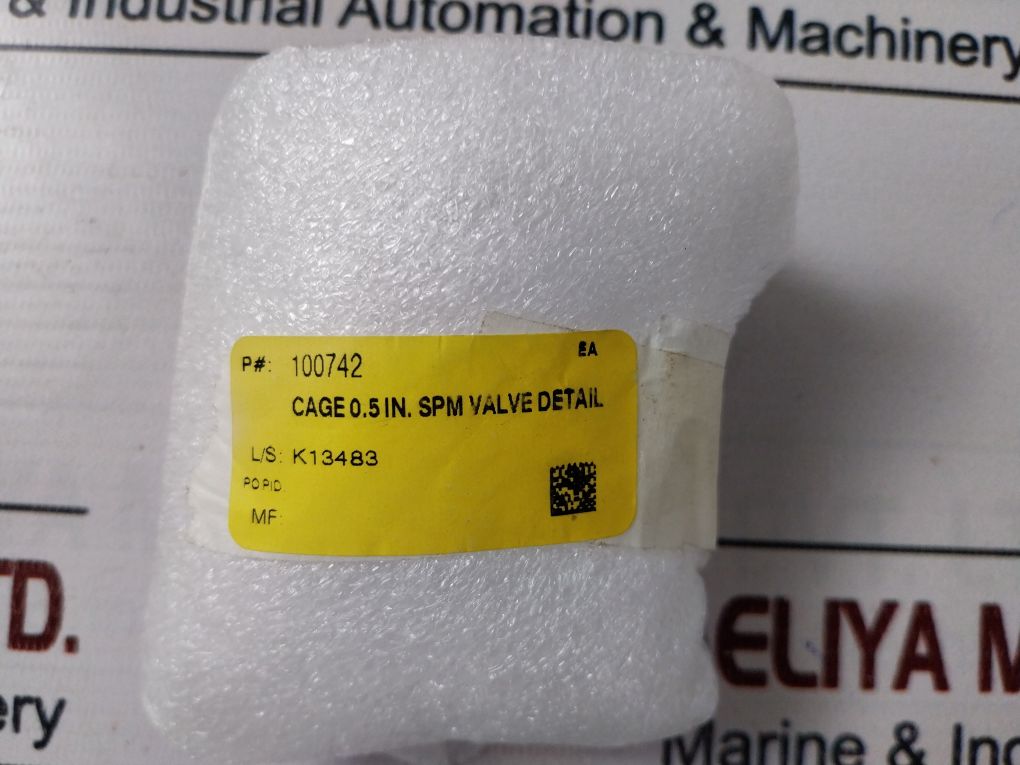 & Industrial Automation & Machinery
P#: 100742 EA
CAGE 0.5 IN. SPM VALVE DETAIL
L/S: K13483
PO PID
MF:
TD.
ELIYA M
ery
Marine & Ind